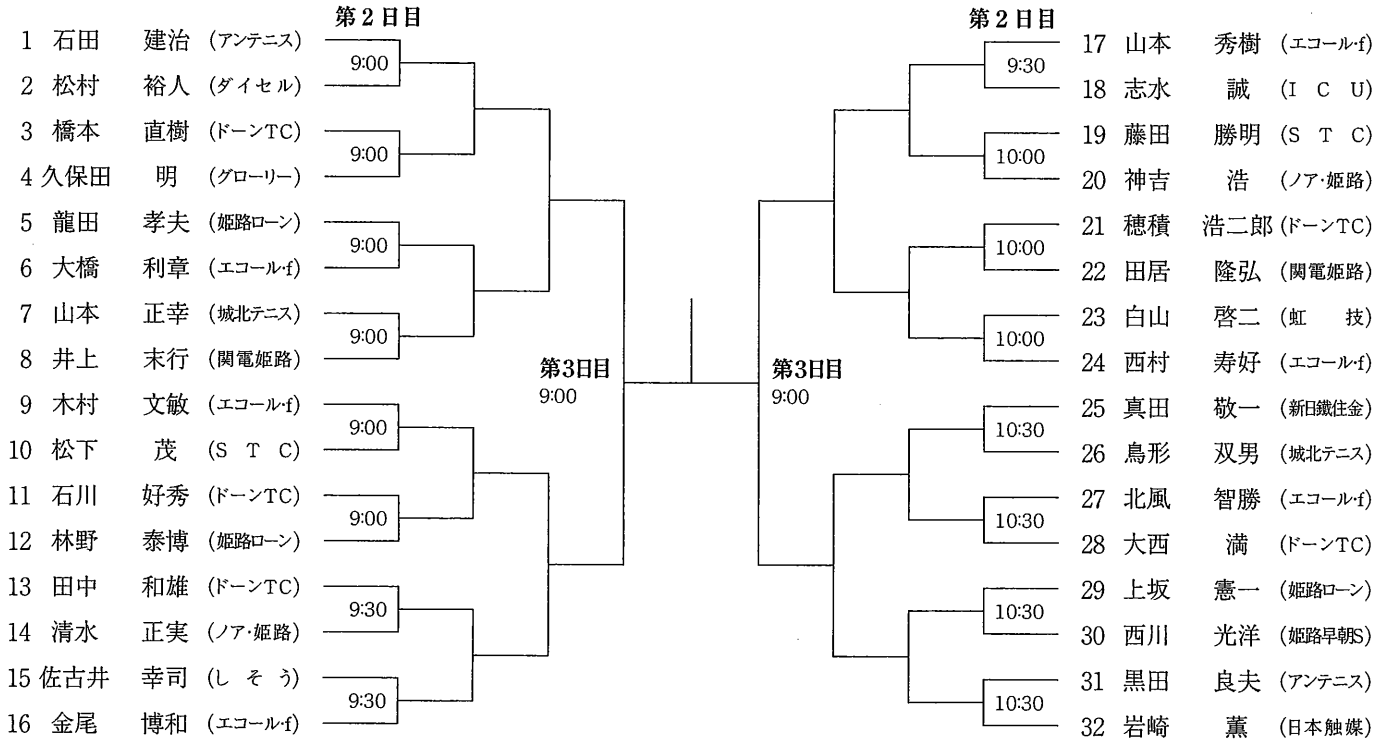 第2日目
1 石田 建治 (アンテニス)
9:00
2 松村 裕人 (ダイセル)
3 橋本 直樹 (ドーンTC)
9:00
4 久保田 明 (グローリー)
5 龍田 孝夫 (姫路ローン)
9:00
6 大橋 利章 (エコール・f)
7 山本 正幸 (城北テニス)
9:00
8 井上 末行 (関電姫路)
第3日目
9:00
9 木村 文敏 (エコール・f)
9:00
10 松下 茂 (S T C)
11 石川 好秀 (ドーンTC)
9:00
12 林野 泰博 (姫路ローン)
13 田中 和雄 (ドーンTC)
9:30
14 清水 正実 (ノア・姫路)
15 佐古井 幸司 (しそう)
9:30
16 金尾 博和 (エコール・f)
第2日目
17 山本 秀樹 (エコール・f)
9:30
18 志水 誠 (I C U)
19 藤田 勝明 (S T C)
10:00
20 神吉 浩 (ノア・姫路)
21 穂積 浩二郎 (ドーンTC)
10:00
22 田居 隆弘 (関電姫路)
23 白山 啓二 (虹 技)
10:00
24 西村 寿好 (エコール・f)
第3日目
9:00
25 真田 敬一 (新日鐵住金)
10:30
26 鳥形 双男 (城北テニス)
27 北風 智勝 (エコール・f)
10:30
28 大西 満 (ドーンTC)
29 上坂 憲一 (姫路ローン)
10:30
30 西川 光洋 (姫路早朝S)
31 黒田 良夫 (アンテニス)
10:30
32 岩崎 薫 (日本触媒)